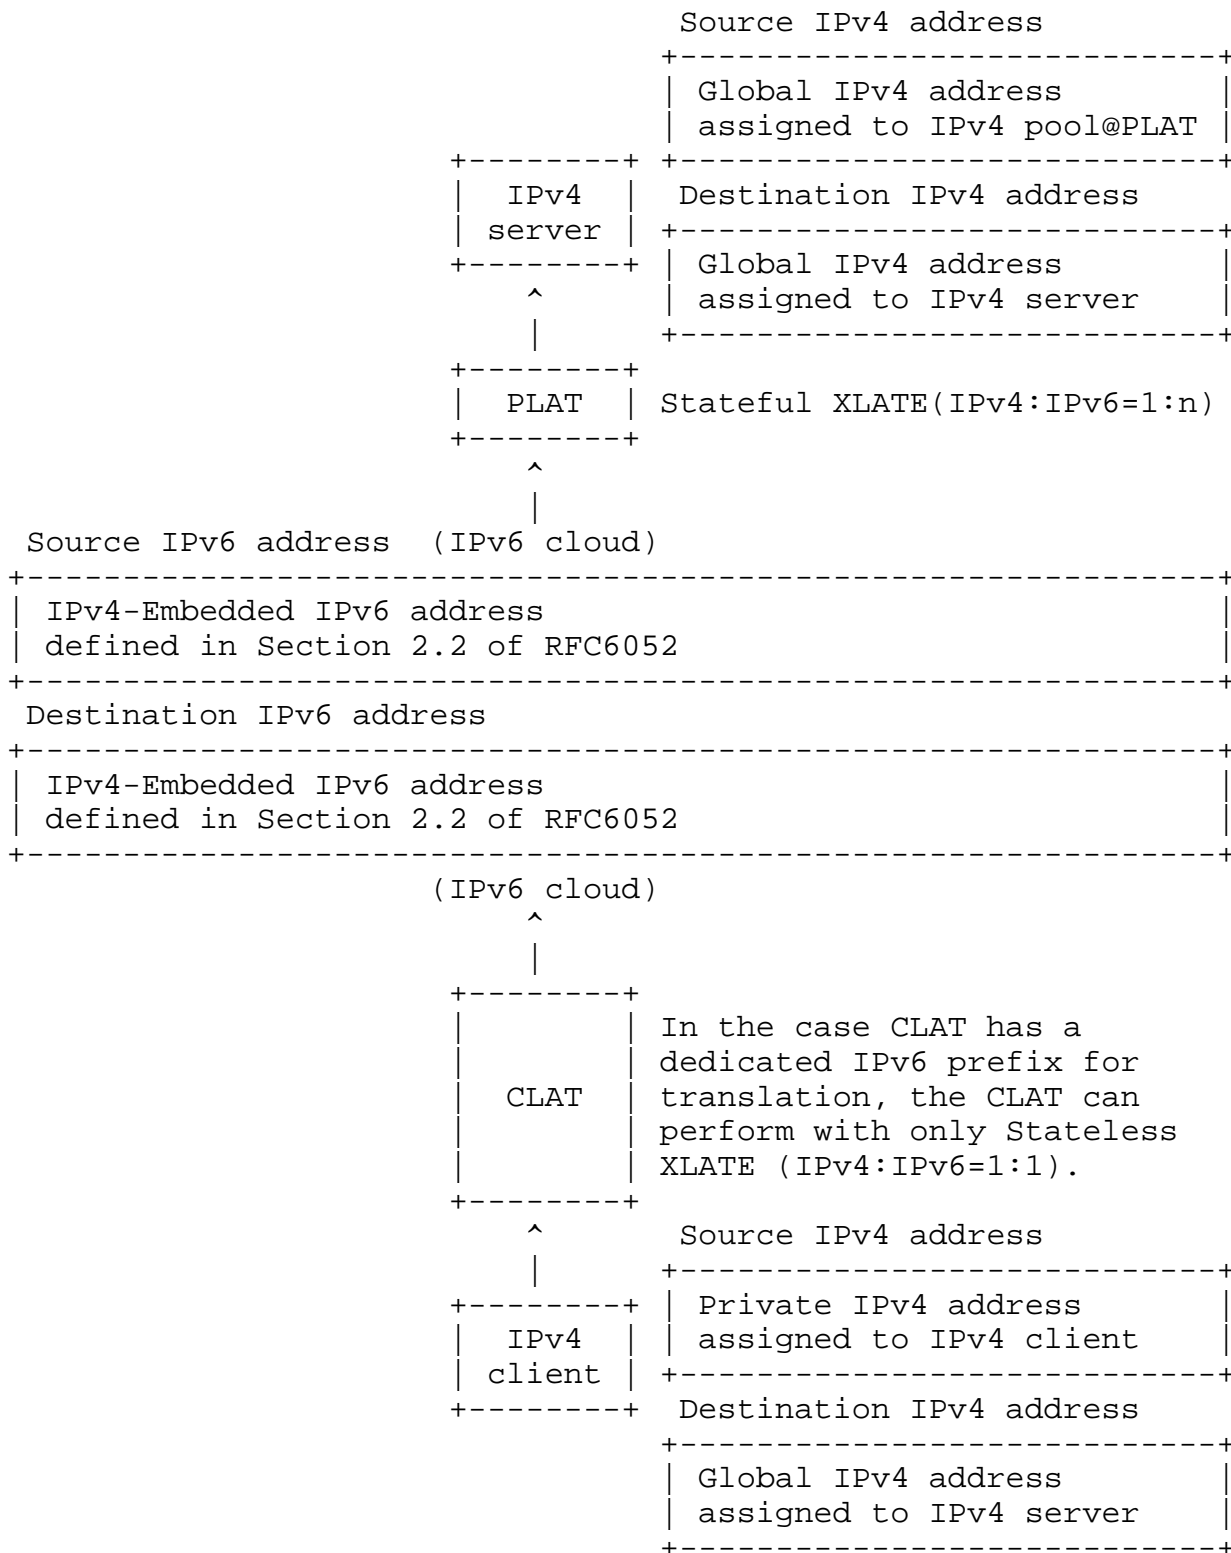 Source IPv4 address
Global IPv4 address
assigned to IPv4 pool@PLAT
IPv4
server
Destination IPv4 address
Global IPv4 address
assigned to IPv4 server
PLAT
Stateful XLATE(IPv4:IPv6=1:n)
Source IPv6 address (IPv6 cloud)
IPv4-Embedded IPv6 address
defined in Section 2.2 of RFC6052
Destination IPv6 address
IPv4-Embedded IPv6 address
defined in Section 2.2 of RFC6052
(IPv6 cloud)
CLAT
In the case CLAT has a
dedicated IPv6 prefix for
translation, the CLAT can
perform with only Stateless
XLATE (IPv4:IPv6=1:1).
Source IPv4 address
Private IPv4 address
assigned to IPv4 client
IPv4
client
Destination IPv4 address
Global IPv4 address
assigned to IPv4 server